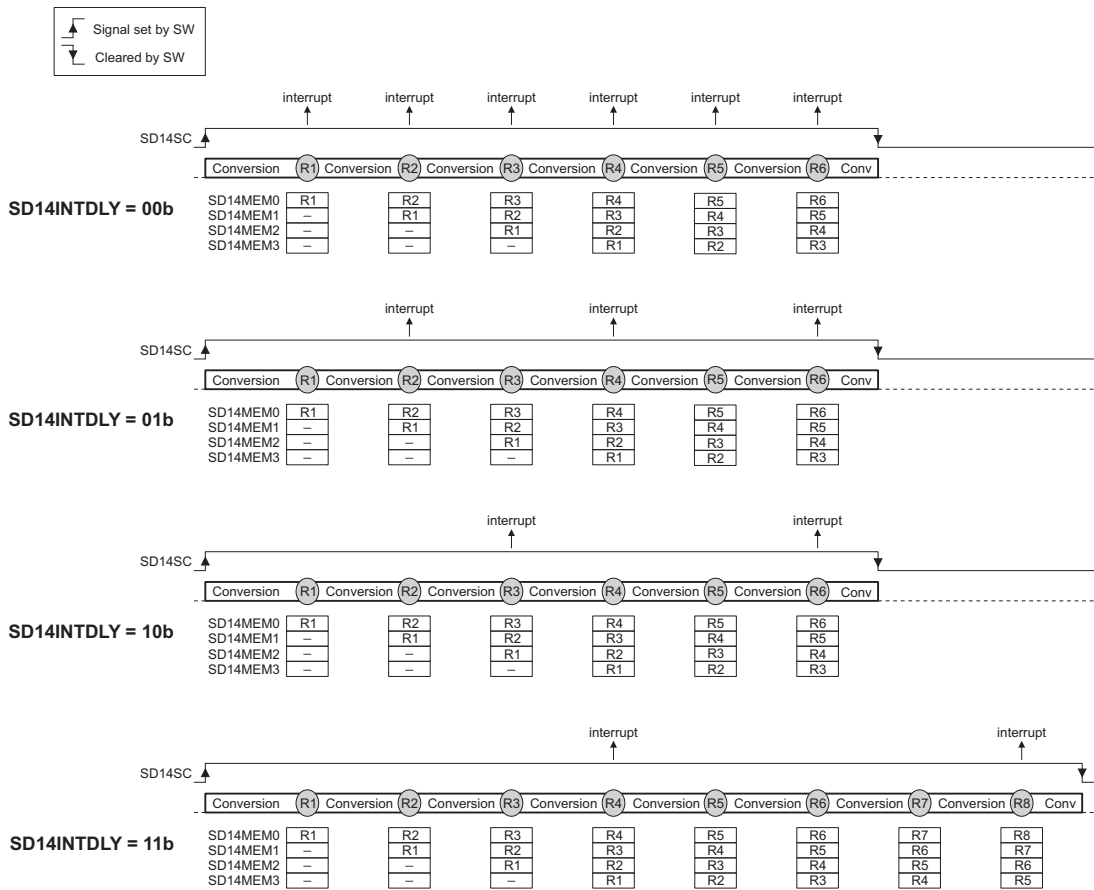 Signal set by SW
Cleared by SW
interrupt interrupt interrupt interrupt interrupt interrupt
SD14SC
Conversion R1 Conversion R2 Conversion R3 Conversion R4 Conversion R5 Conversion R6 Conv
SD14INTDLY = 00b
SD14MEM0 R1 R2 R3 R4 R5 R6
SD14MEM1 – R1 R2 R3 R4 R5
SD14MEM2 – – R1 R2 R3 R4
SD14MEM3 – – – R1 R2 R3
interrupt interrupt interrupt
SD14SC
Conversion R1 Conversion R2 Conversion R3 Conversion R4 Conversion R5 Conversion R6 Conv
SD14INTDLY = 01b
SD14MEM0 R1 R2 R3 R4 R5 R6
SD14MEM1 – R1 R2 R3 R4 R5
SD14MEM2 – – R1 R2 R3 R4
SD14MEM3 – – – R1 R2 R3
interrupt interrupt
SD14SC
Conversion R1 Conversion R2 Conversion R3 Conversion R4 Conversion R5 Conversion R6 Conv
SD14INTDLY = 10b
SD14MEM0 R1 R2 R3 R4 R5 R6
SD14MEM1 – R1 R2 R3 R4 R5
SD14MEM2 – – R1 R2 R3 R4
SD14MEM3 – – – R1 R2 R3
interrupt interrupt
SD14SC
Conversion R1 Conversion R2 Conversion R3 Conversion R4 Conversion R5 Conversion R6 Conversion R7 Conversion R8 Conv
SD14INTDLY = 11b
SD14MEM0 R1 R2 R3 R4 R5 R6 R7 R8
SD14MEM1 – R1 R2 R3 R4 R5 R6 R7
SD14MEM2 – – R1 R2 R3 R4 R5 R6
SD14MEM3 – – – R1 R2 R3 R4 R5